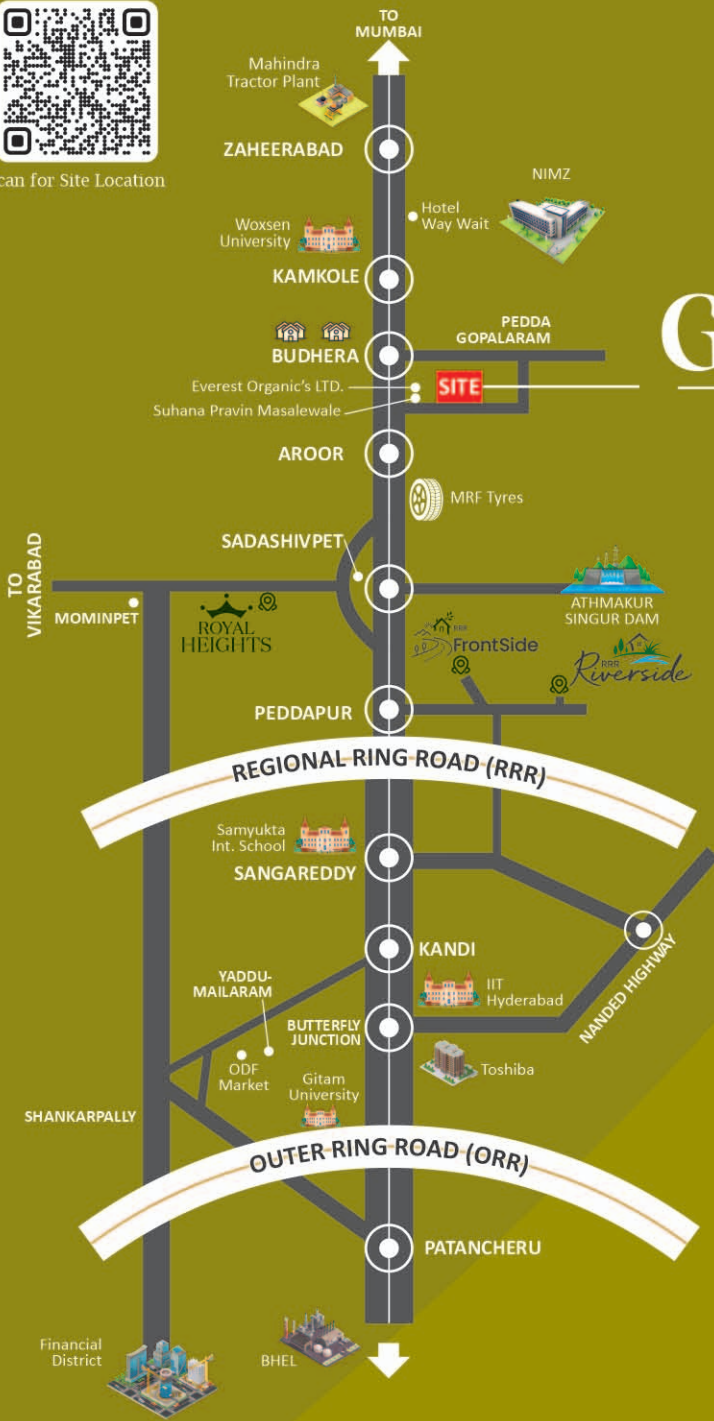 TO
MUMBAI
Mahindra
Tractor Plant
ZAHEERABAD
can for Site Location
NIMZ
Hotel
Way Wait
Woxsen
University
KAMKOLE
G
PEDDA
GOPALARAM
BUDHERA
Everest Organic's LTD.
SITE
Suhana Pravin Masalewale
AROOR
MRF Tyres
SADASHIVPET
TO
VIKARABAD
MOMINPET
ROYAL
HEIGHTS
ATHMAKUR
SINGUR DAM
RRR
FrontSide
RRR
Riverside
PEDDAPUR
REGIONAL RING ROAD (RRR)
Samyukta
Int. School
SANGAREDDY
KANDI
NANDED HIGHWAY
YADDU-
MAILARAM
IIT
Hyderabad
BUTTERFLY
JUNCTION
ODF
Market
Toshiba
Gitam
University
SHANKARPALLY
OUTER RING ROAD (ORR)
PATANCHERU
Financial
District
BHEL